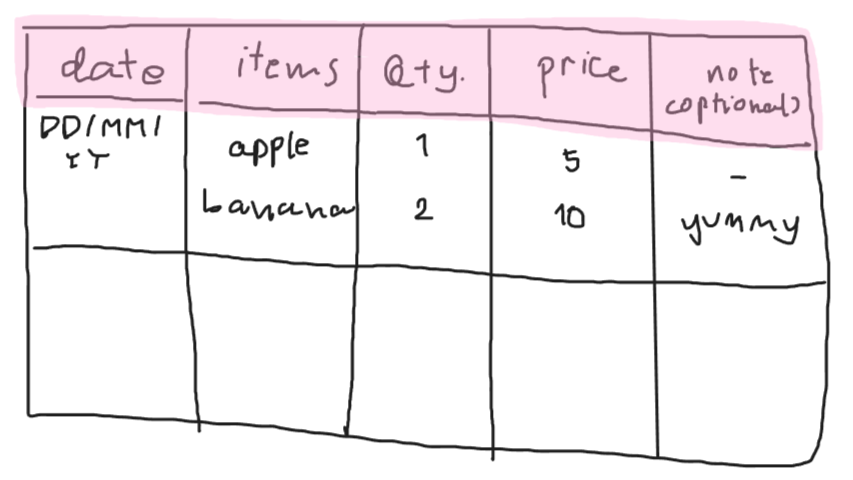 date items Qty. price note
(optional)
DD/MM/ apple 1 5 -
YY
banana 2 10 yummy